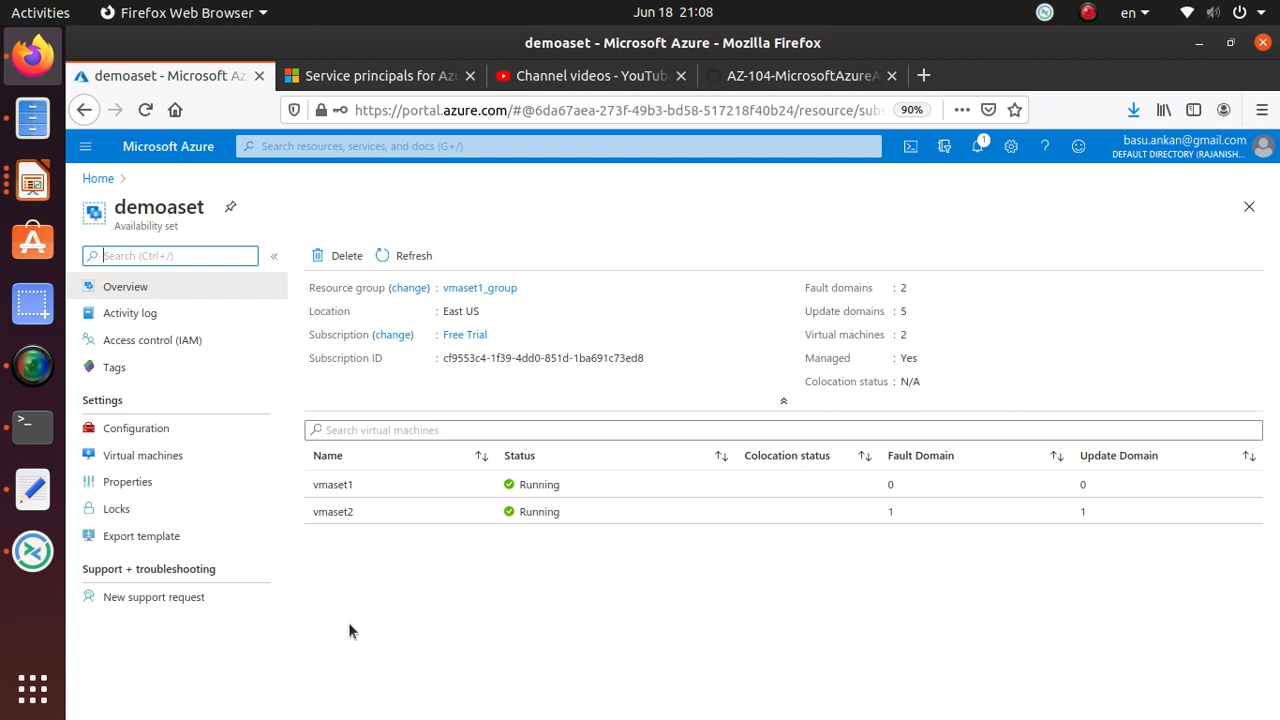 Activities
Firefox Web Browser
Jun 18 21:08
en
demoaset - Microsoft Azure - Mozilla Firefox
demoaset - Microsoft Az
Service principals for Az
Channel videos - YouTub
AZ-104-MicrosoftAzureA
https://portal.azure.com/#@6da67aea-273f-49b3-bd58-517218f40b24/resource/subs
90%
Microsoft Azure
Search resources, services, and docs (G+/)
1
basu.ankan@gmail.com
DEFAULT DIRECTORY (RAJANISH...
Home
demoaset
Availability set
Search (Ctrl+/)
Delete
Refresh
Overview
Activity log
Access control (IAM)
Tags
Settings
Configuration
Virtual machines
Properties
Locks
Export template
Support + troubleshooting
New support request
Resource group (change) : vmaset1_group
Location : East US
Subscription (change) : Free Trial
Subscription ID : cf9553c4-1f39-4dd0-851d-1ba691c73ed8
Fault domains : 2
Update domains : 5
Virtual machines : 2
Managed : Yes
Colocation status : N/A
Search virtual machines
Name Status Colocation status Fault Domain Update Domain
vmaset1 Running 0 0
vmaset2 Running 1 1